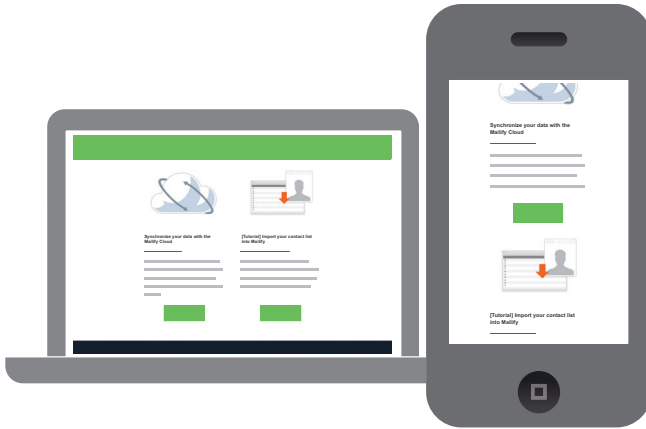 Synchronize your data with the
Mailify Cloud
[Tutorial] Import your contact list
into Mailify
Synchronize your data with the
Mailify Cloud
[Tutorial] Import your contact list
into Mailify